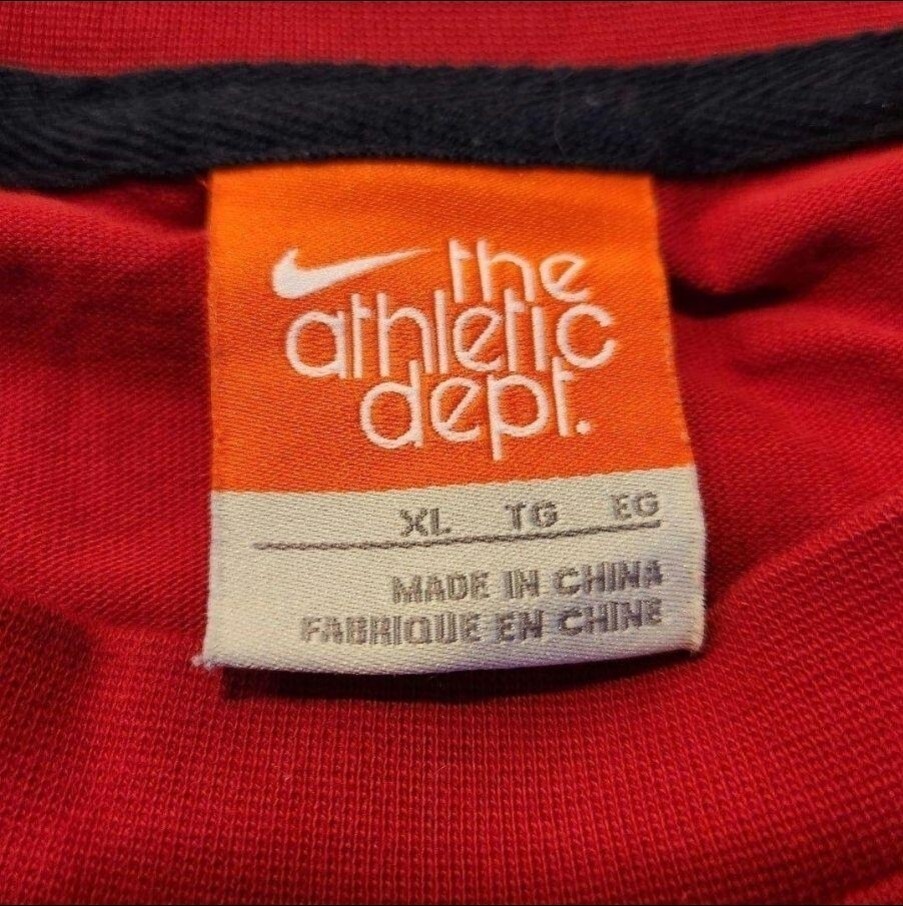 the
athletic
dept.
XL TG EG
MADE IN CHINA
FABRIQUE EN CHINE